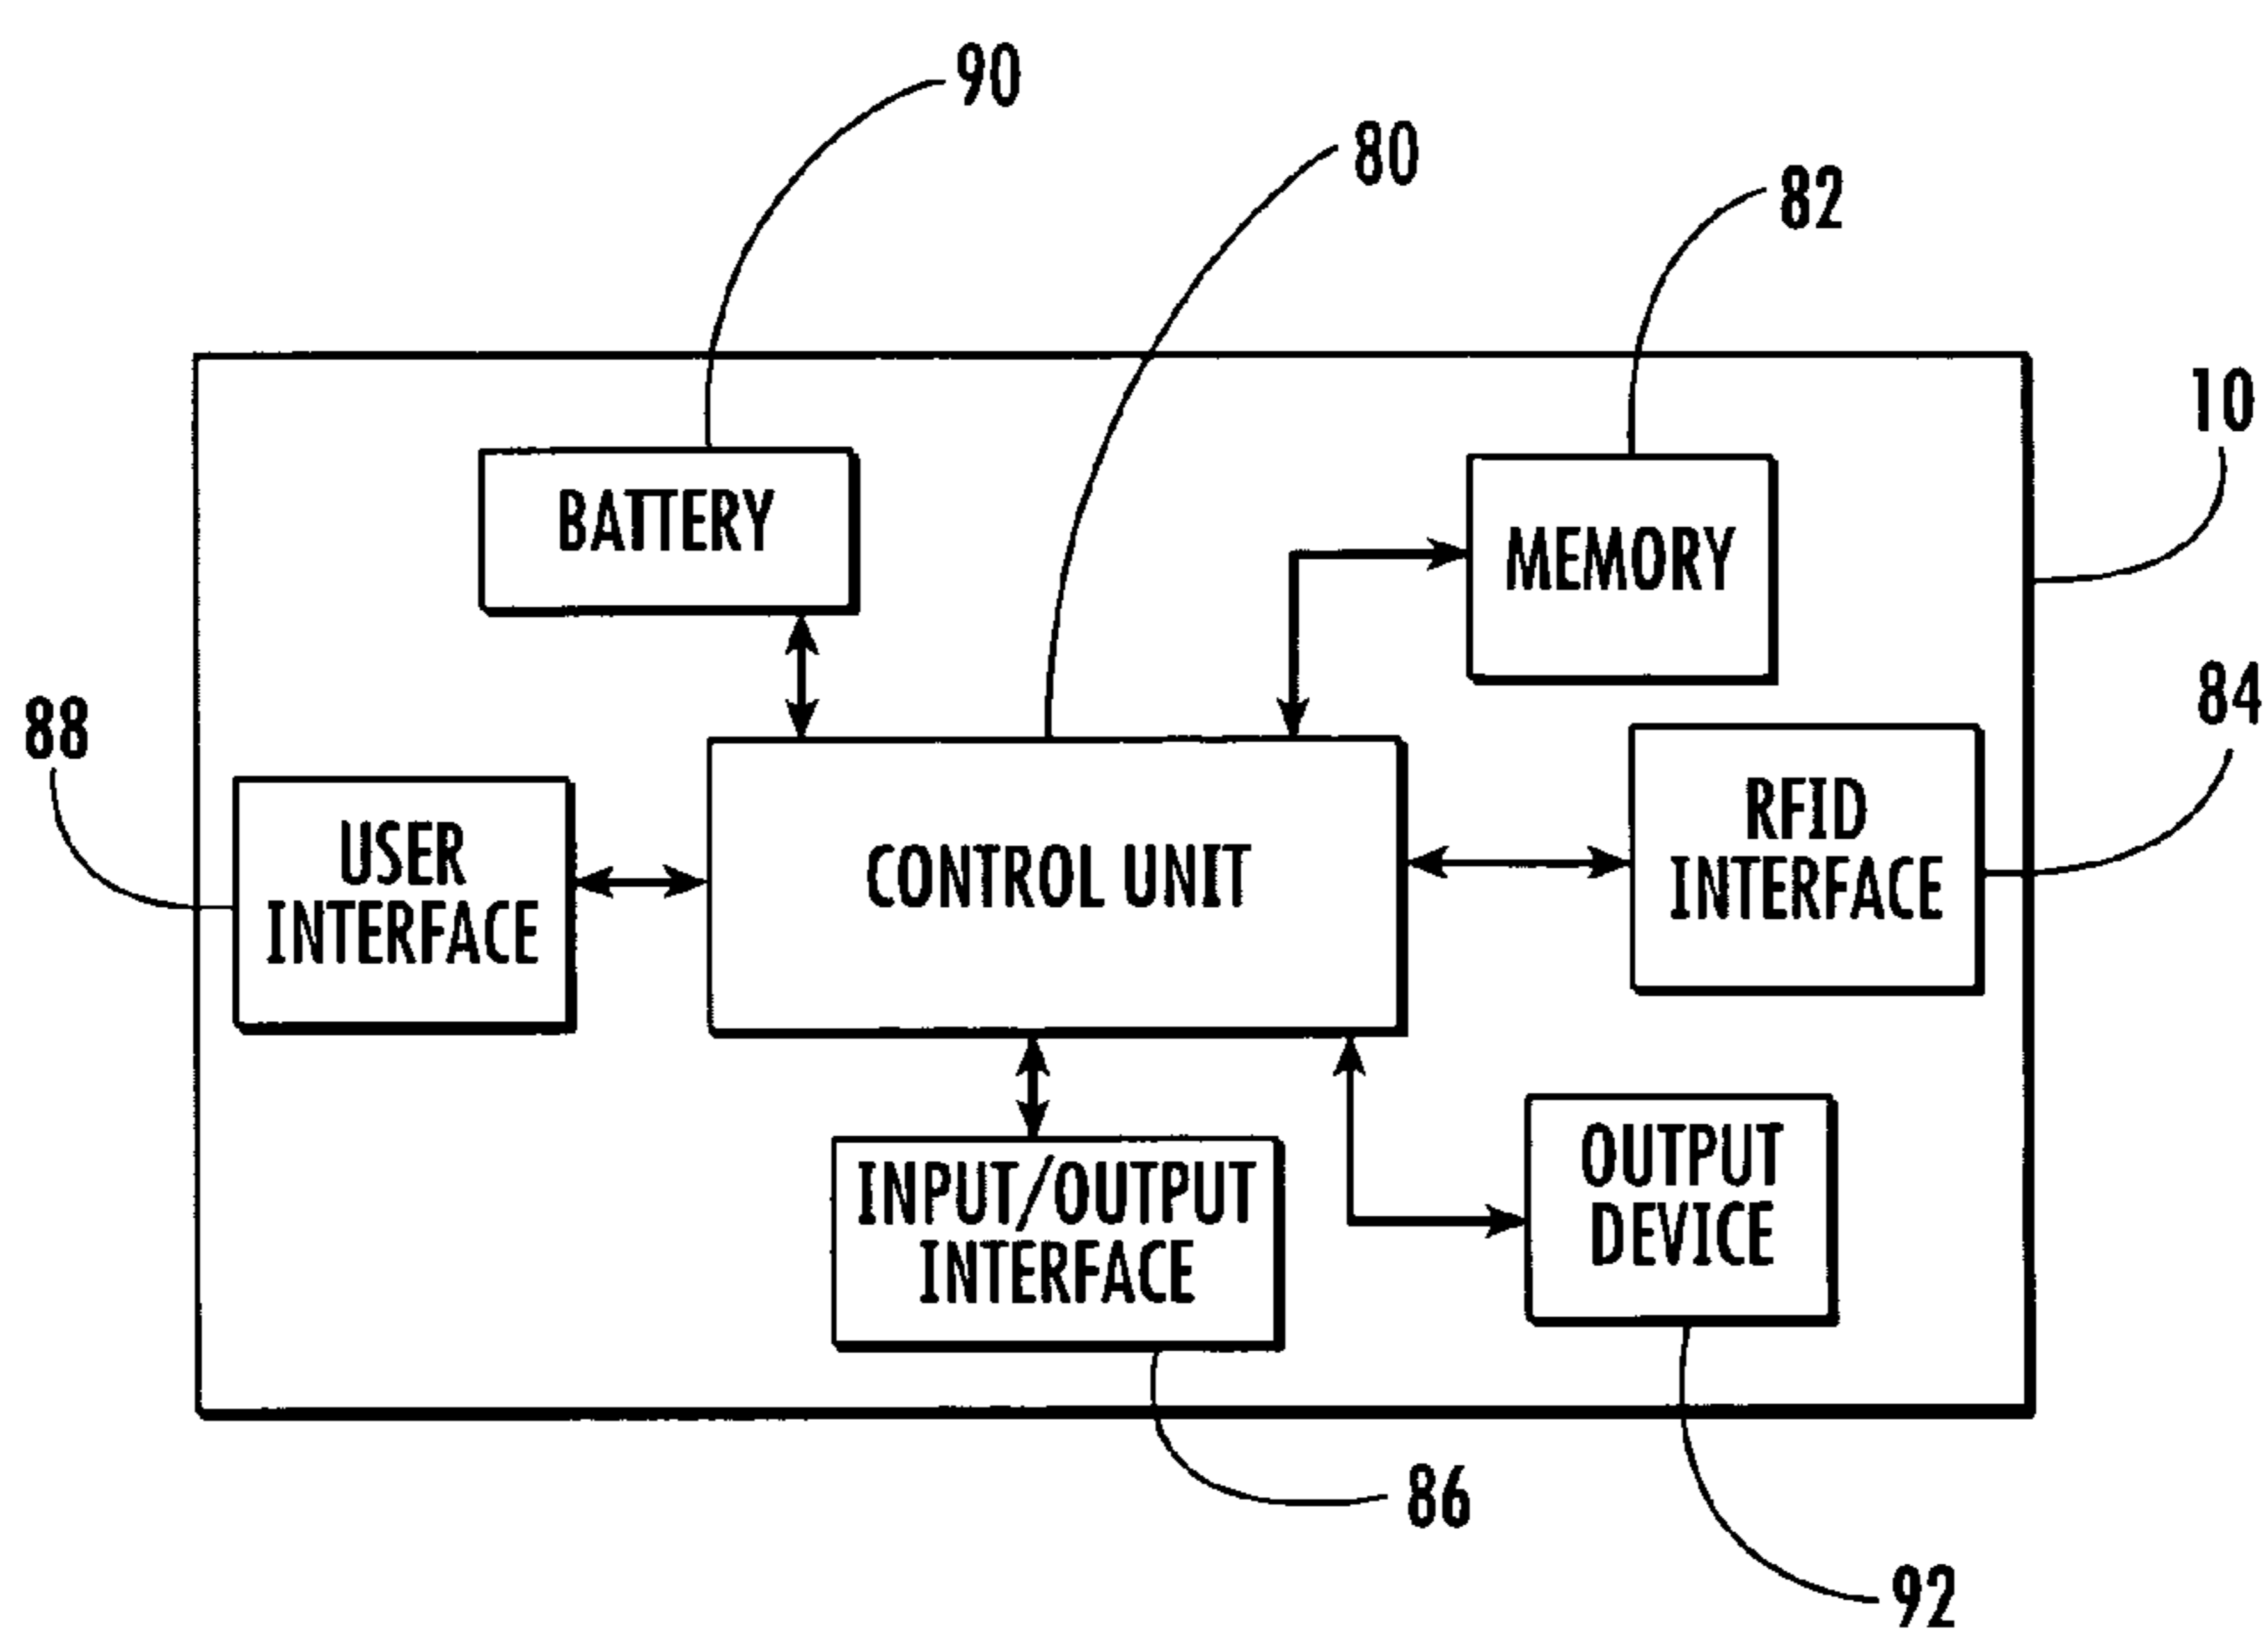 90
80
82
10
BATTERY
MEMORY
84
88
RFID
INTERFACE
USER
INTERFACE
CONTROL UNIT
OUTPUT
DEVICE
INPUT/OUTPUT
INTERFACE
86
92